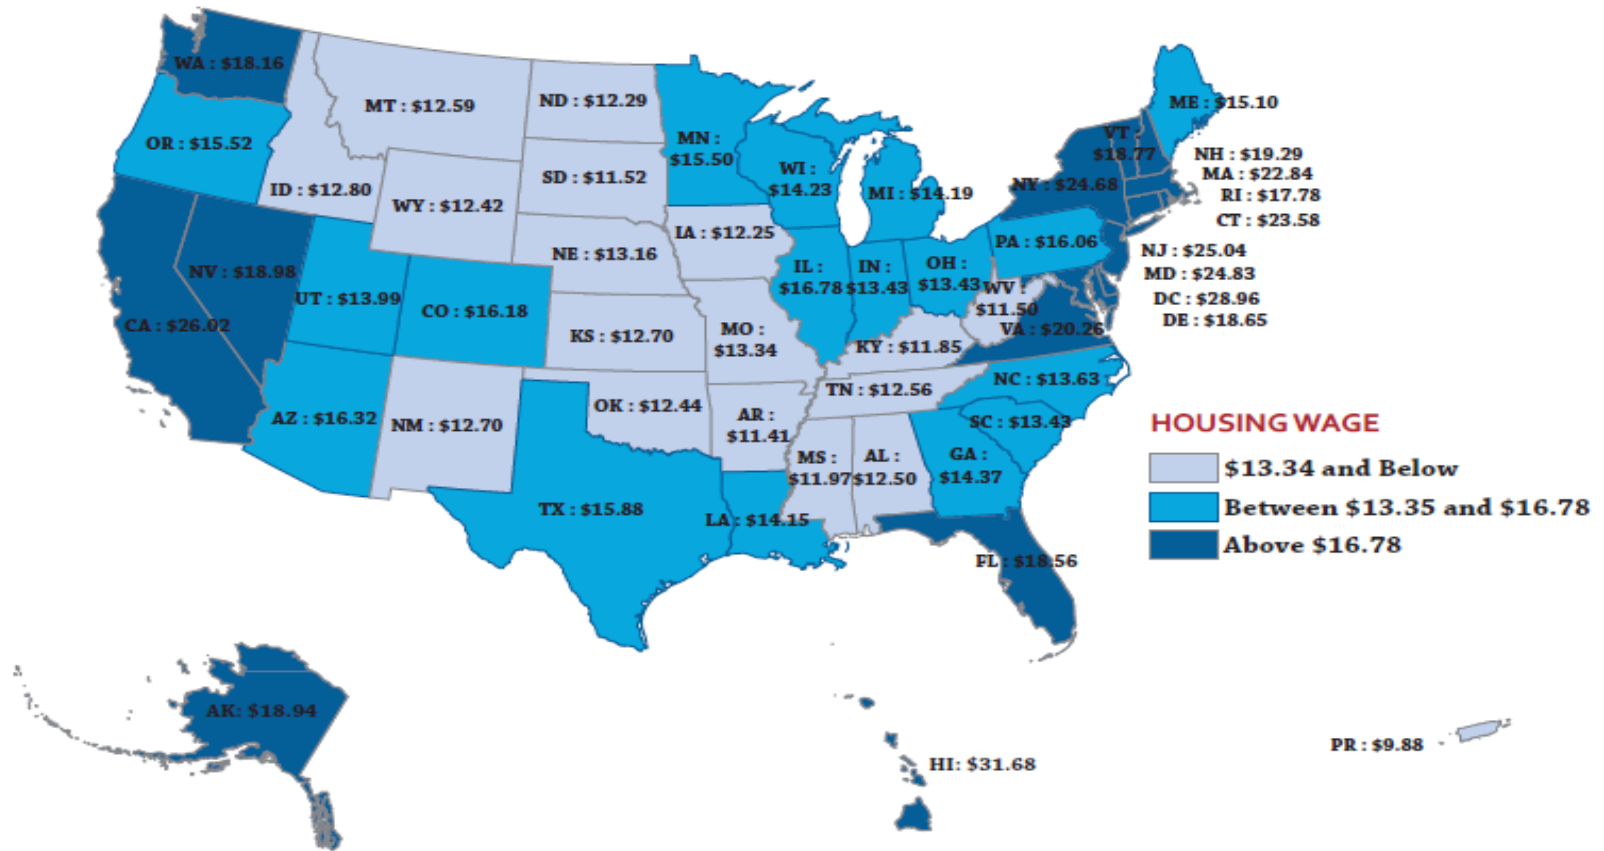 WA : $18.16
MT : $12.59
ND : $12.29
ME : $15.10
OR : $15.52
MN :
$15.50
VT :
$18.77
NH : $19.29
MA : $22.84
RI : $17.78
CT : $23.58
ID : $12.80
SD : $11.52
WI :
$14.23
MI : $14.19
NY : $24.68
WY : $12.42
IA : $12.25
PA : $16.06
NJ : $25.04
MD : $24.83
DC : $28.96
DE : $18.65
NV : $18.98
NE : $13.16
IL :
$16.78
IN :
$13.43
OH :
$13.43
WV :
$11.50
VA : $20.26
UT : $13.99
CO : $16.18
CA : $26.02
KS : $12.70
MO :
$13.34
KY : $11.85
NC : $13.63
TN : $12.56
AZ : $16.32
NM : $12.70
OK : $12.44
AR :
$11.41
SC : $13.43
MS :
$11.97
AL :
$12.50
GA :
$14.37
TX : $15.88
LA : $14.15
FL : $18.56
HOUSING WAGE
$13.34 and Below
Between $13.35 and $16.78
Above $16.78
AK: $18.94
HI: $31.68
PR : $9.88